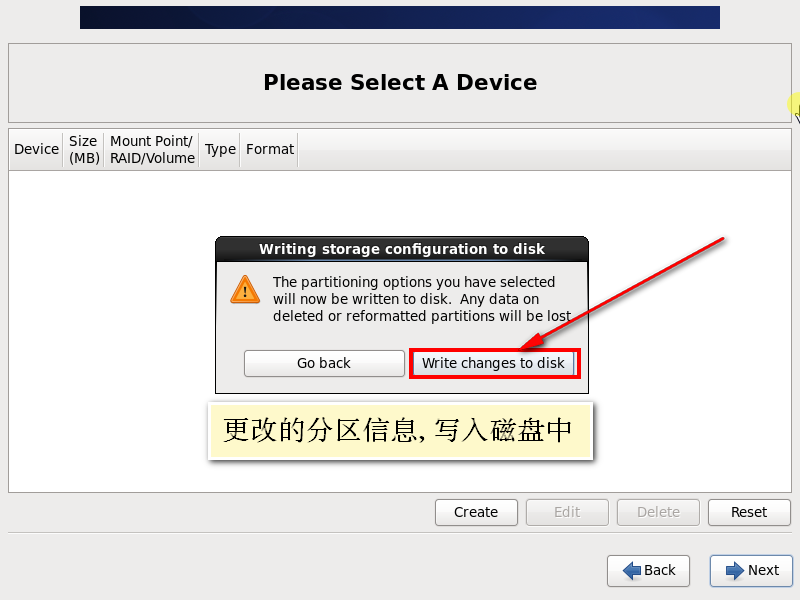 Please Select A Device
Device
Size
(MB)
Mount Point/
RAID/Volume
Type
Format
Writing storage configuration to disk
The partitioning options you have selected
will now be written to disk.  Any data on
deleted or reformatted partitions will be lost
Go back
Write changes to disk
更改的分区信息, 写入磁盘中
Create
Edit
Delete
Reset
Back
Next